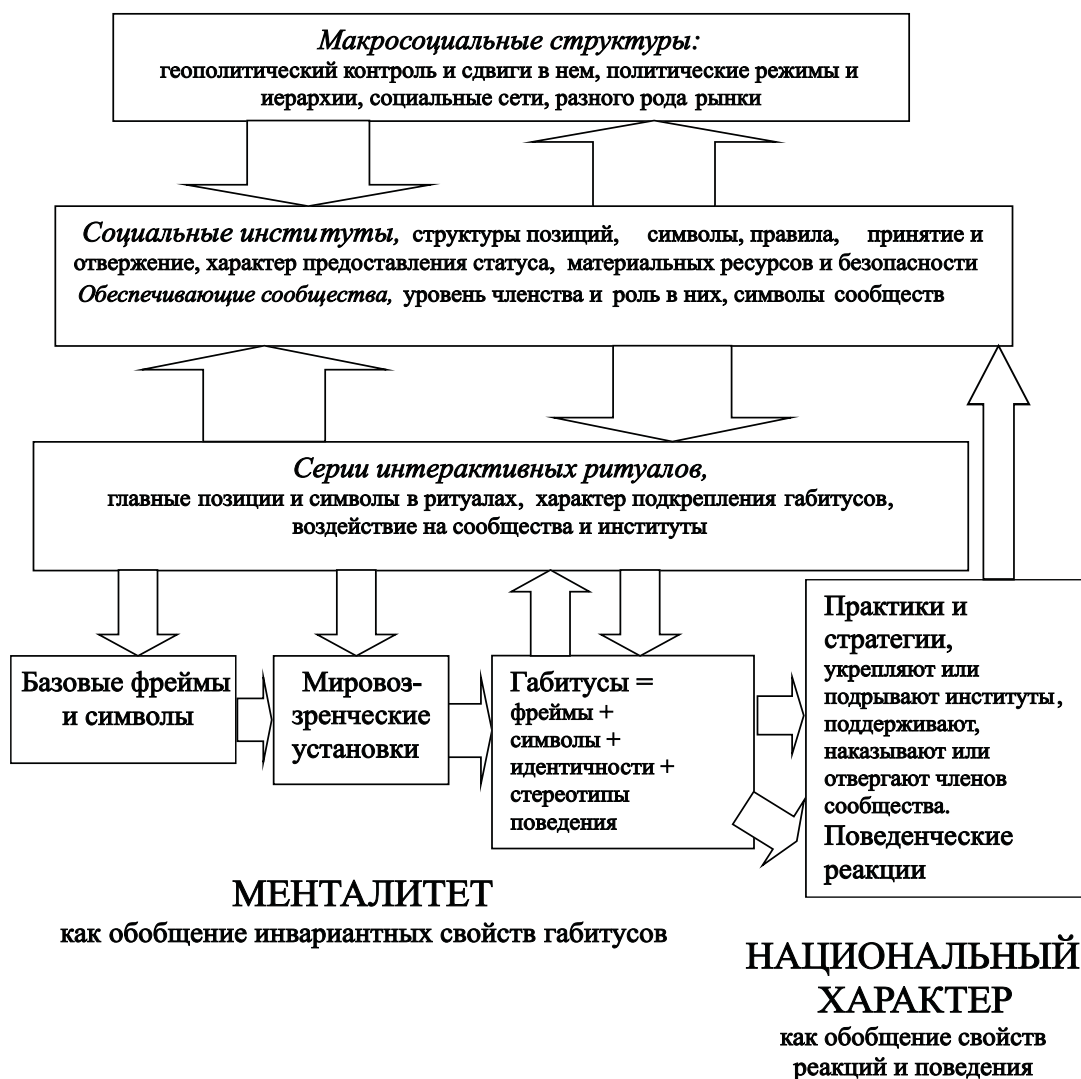 Макросоциальные структуры:
геополитический контроль и сдвиги в нем, политические режимы и
иерархии, социальные сети, разного рода рынки
Социальные институты, структуры позиций, символы, правила, принятие и
отвержение, характер предоставления статуса, материальных ресурсов и безопасности
Обеспечивающие сообщества, уровень членства и роль в них, символы сообществ
Серии интерактивных ритуалов,
главные позиции и символы в ритуалах, характер подкрепления габитусов,
воздействие на сообщества и институты
Базовые фреймы
и символы
Мировоз-
зренческие
установки
Габитусы =
фреймы +
символы +
идентичности +
стереотипы
поведения
Практики и
стратегии,
укрепляют или
подрывают институты,
поддерживают,
наказывают или
отвергают членов
сообщества.
Поведенческие
реакции
МЕНТАЛИТЕТ
как обобщение инвариантных свойств габитусов
НАЦИОНАЛЬНЫЙ
ХАРАКТЕР
как обобщение свойств
реакций и поведения